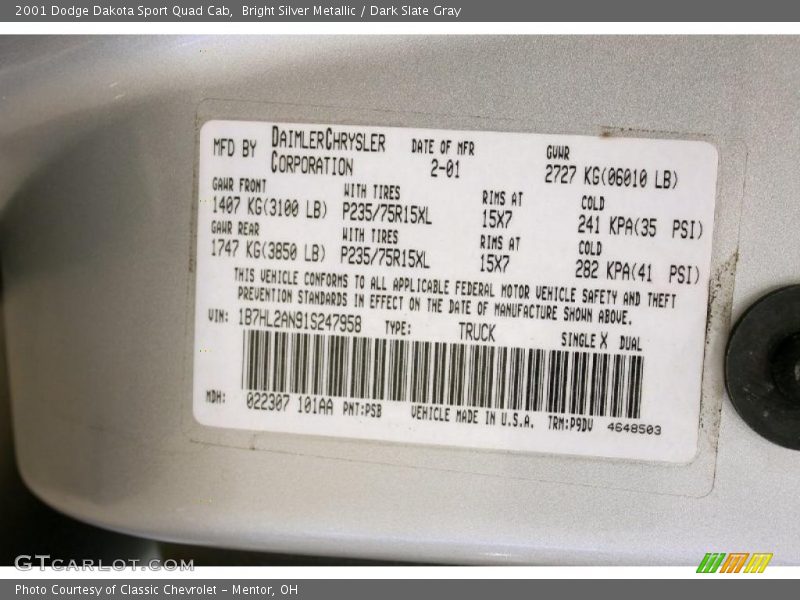 2001 Dodge Dakota Sport Quad Cab,  Bright Silver Metallic / Dark Slate Gray
MFD BY DAIMLERCHRYSLER CORPORATION DATE OF MFR 2-01 GVWR 2727 KG(06010 LB)
GAWR FRONT WITH TIRES RIMS AT COLD
1407 KG(3100 LB) P235/75R15XL 15X7 241 KPA(35 PSI)
GAWR REAR WITH TIRES RIMS AT COLD
1747 KG(3850 LB) P235/75R15XL 15X7 282 KPA(41 PSI)
THIS VEHICLE CONFORMS TO ALL APPLICABLE FEDERAL MOTOR VEHICLE SAFETY AND THEFT
PREVENTION STANDARDS IN EFFECT ON THE DATE OF MANUFACTURE SHOWN ABOVE.
VIN: 1B7HL2AN91S247958 TYPE: TRUCK SINGLE X DUAL
MDH: 022307 101AA PNT:PSB VEHICLE MADE IN U.S.A. TRM:P9DV 4648503
GTCARLOT.COM
Photo Courtesy of Classic Chevrolet - Mentor, OH